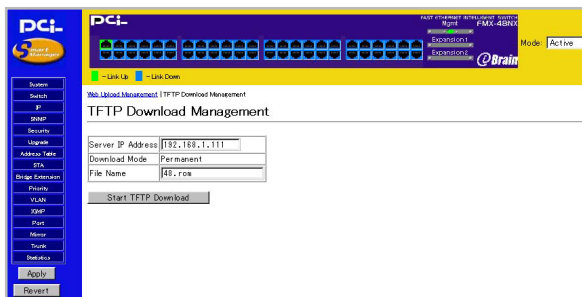 PCi-
Smart Manager
System
Switch
IP
SNMP
Security
Upgrade
Address Table
STA
Bridge Extension
Priority
VLAN
IGMP
Port
Mirror
Trunk
Statistics
Apply
Revert
PCi-
FAST ETHERNET INTELLIGENT SWITCH
Mgmt FMX-48NX
Expansion1
Expansion2
@Brain
Mode: Active
- Link Up - Link Down
Web Upload Management | TFTP Download Management
TFTP Download Management
Server IP Address 192.168.1.111
Download Mode Permanent
File Name 48.rom
Start TFTP Download